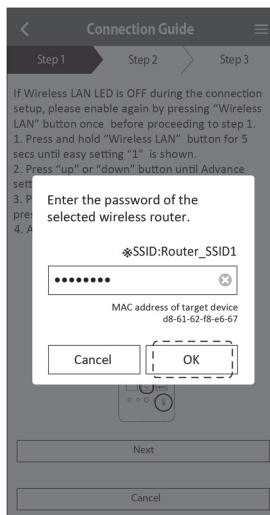 Connection Guide
Step 1
Step 2
Step 3
If Wireless LAN LED is OFF during the connection
setup, please enable again by pressing "Wireless
LAN" button once before proceeding to step 1.
1. Press and hold "Wireless LAN" button for 5
secs until easy setting "1" is shown.
2. Press "up" or "down" button until Advance
sett
3. P
pres
4. A
Enter the password of the
selected wireless router.
※SSID:Router_SSID1
••••••••
MAC address of target device
d8-61-62-f8-e6-67
Cancel
OK
Next
Cancel